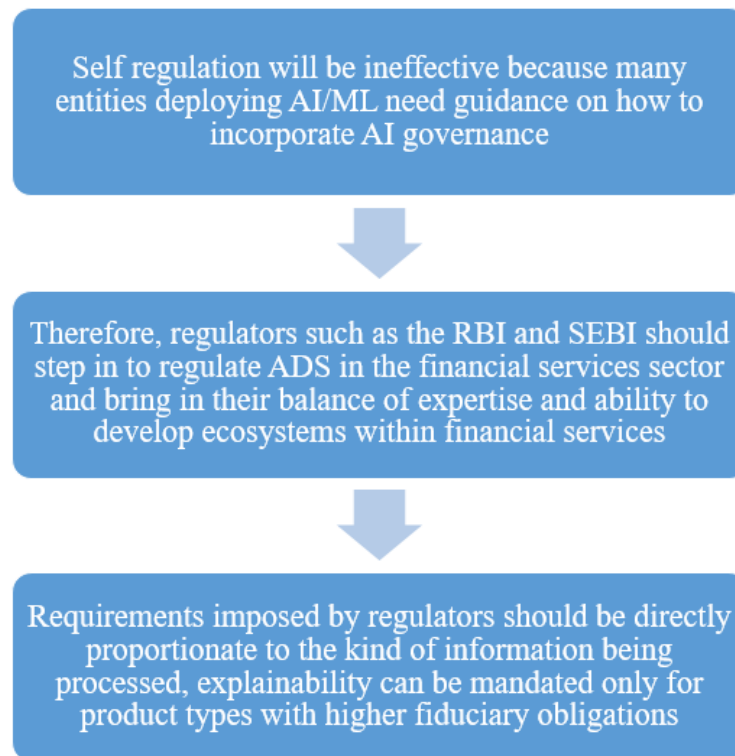 Self regulation will be ineffective because many
entities deploying AI/ML need guidance on how to
incorporate AI governance
Therefore, regulators such as the RBI and SEBI should
step in to regulate ADS in the financial services sector
and bring in their balance of expertise and ability to
develop ecosystems within financial services
Requirements imposed by regulators should be directly
proportionate to the kind of information being
processed, explainability can be mandated only for
product types with higher fiduciary obligations